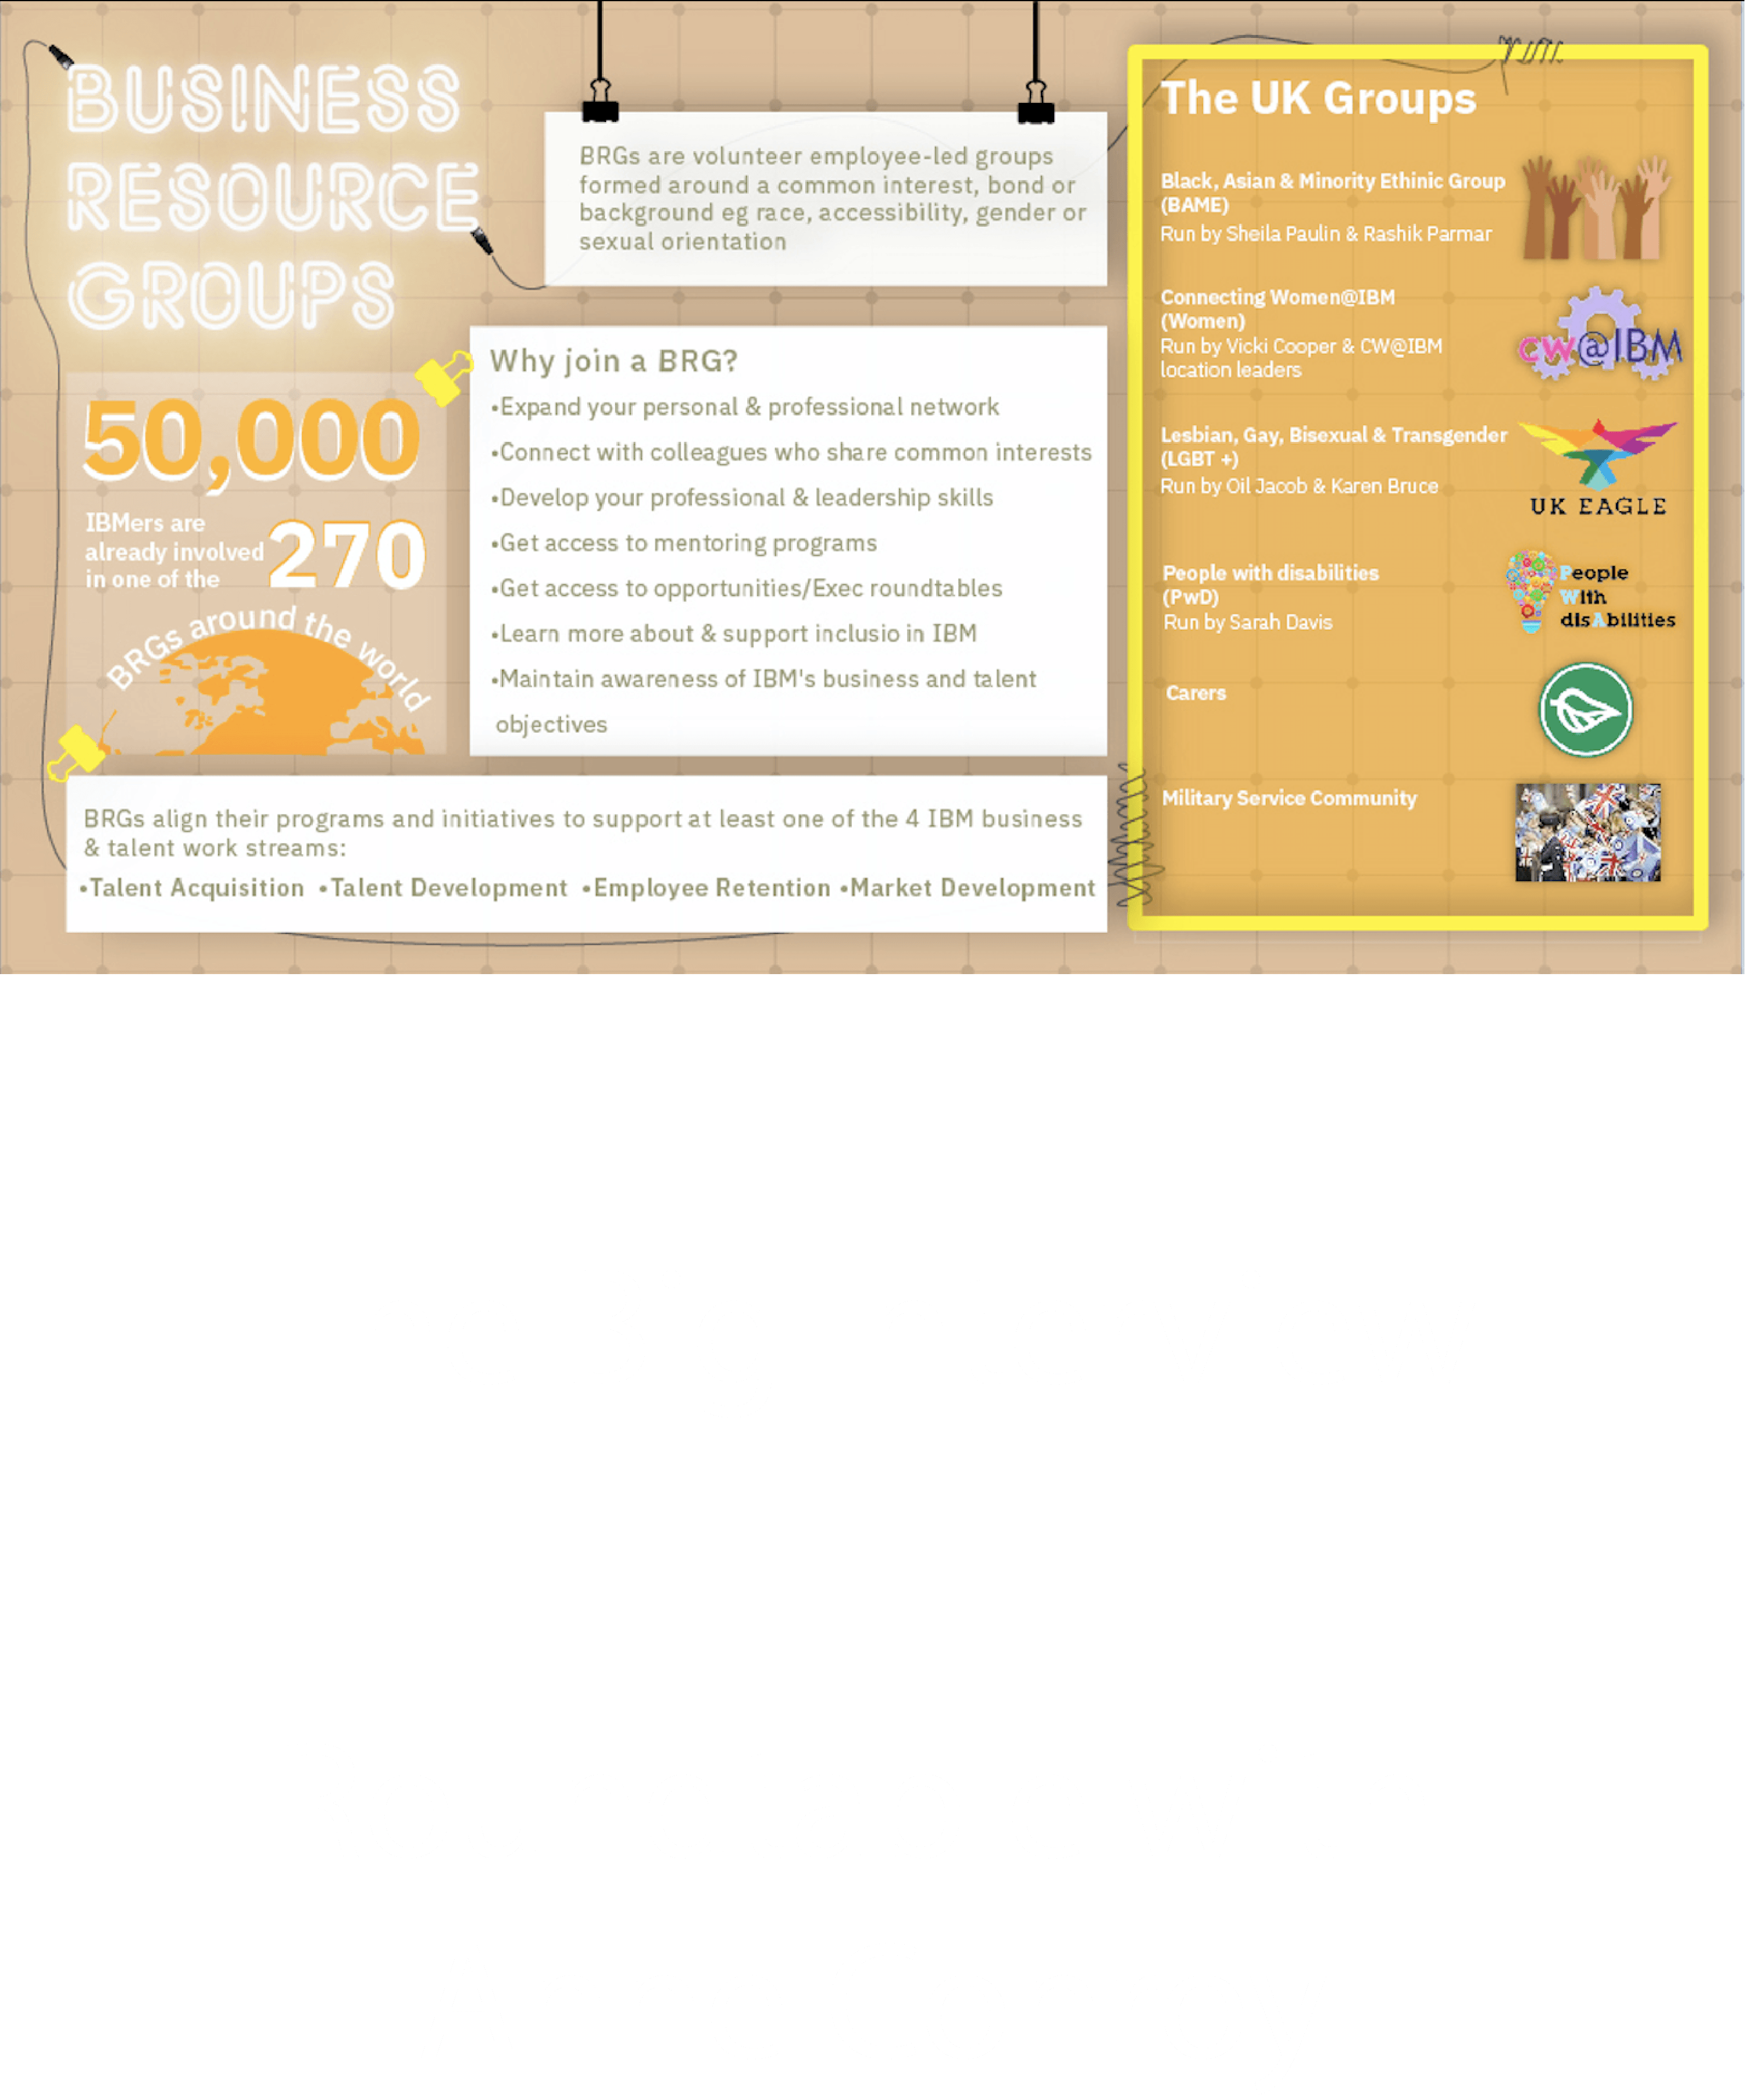 BUSINESS
RESOURCE
GROUPS
BRGs are volunteer employee-led groups
formed around a common interest, bond or
background eg race, accessibility, gender or
sexual orientation
50,000
IBMers are
already involved
in one of the
270
BRGs around the world
Why join a BRG?
•Expand your personal & professional network
•Connect with colleagues who share common interests
•Develop your professional & leadership skills
•Get access to mentoring programs
•Get access to opportunities/Exec roundtables
•Learn more about & support inclusio in IBM
•Maintain awareness of IBM's business and talent
objectives
BRGs align their programs and initiatives to support at least one of the 4 IBM business
& talent work streams:
•Talent Acquisition •Talent Development •Employee Retention •Market Development
The UK Groups
Black, Asian & Minority Ethinic Group
(BAME)
Run by Sheila Paulin & Rashik Parmar
Connecting Women@IBM
(Women)
Run by Vicki Cooper & CW@IBM
location leaders
cw@IBM
Lesbian, Gay, Bisexual & Transgender
(LGBT +)
Run by Oil Jacob & Karen Bruce
UK EAGLE
People with disabilities
(PwD)
Run by Sarah Davis
People
With
disAbilities
Carers
Military Service Community